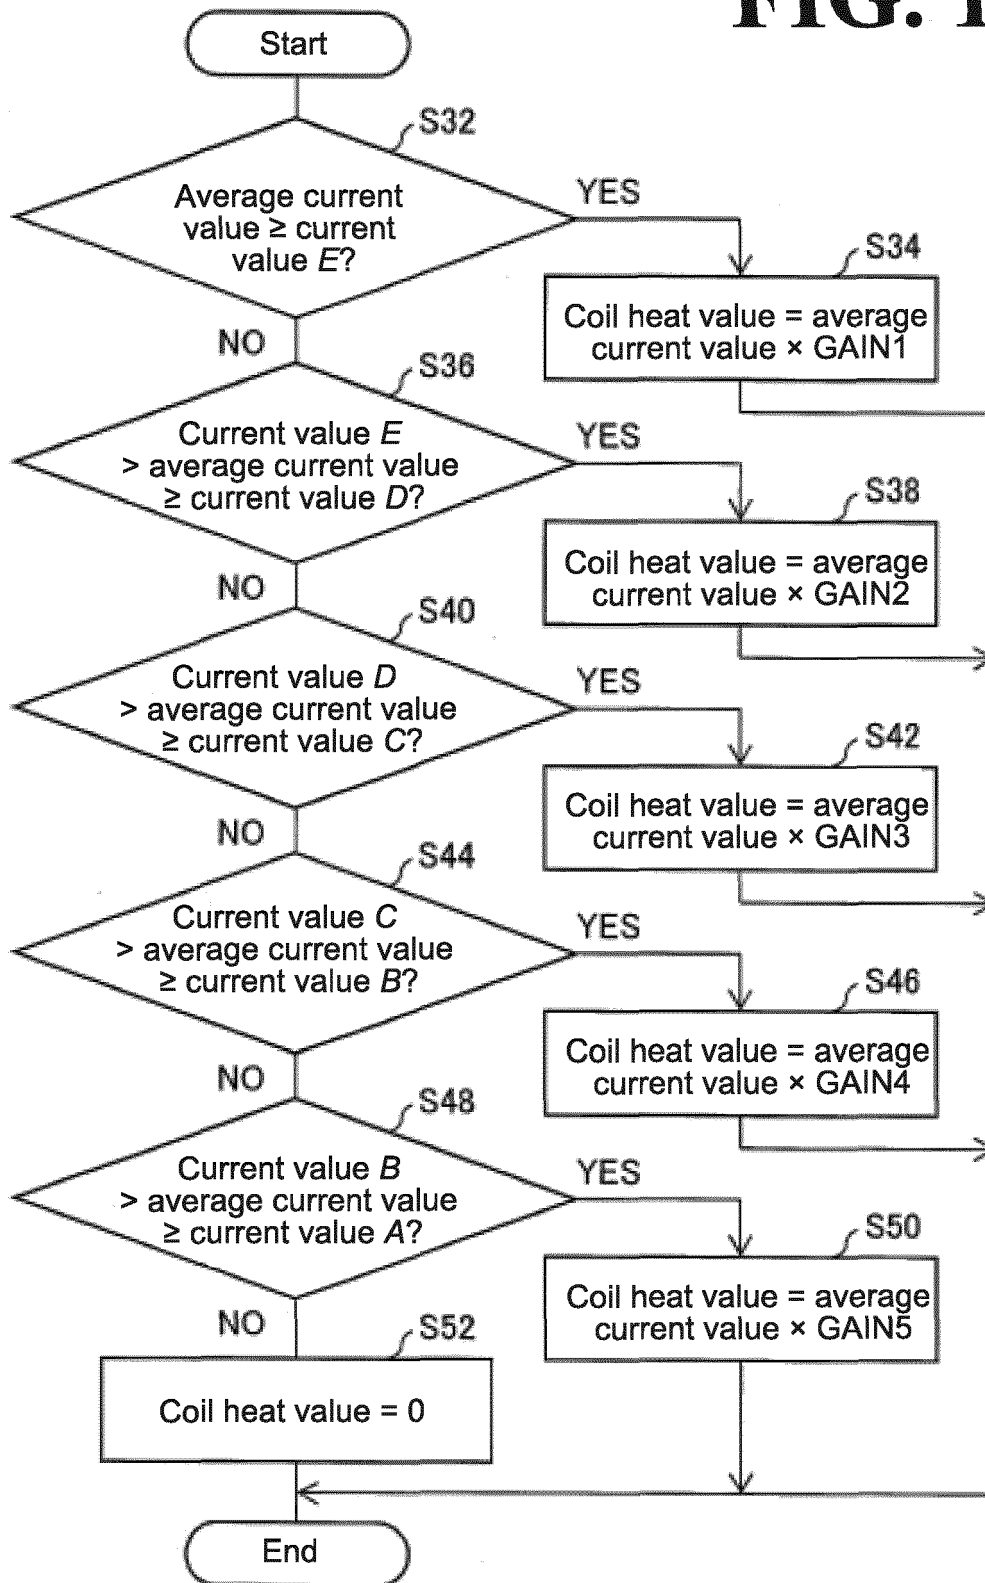 FIG. 1
Start
S32
Average current
value ≥ current
value E?
YES
S34
Coil heat value = average
current value × GAIN1
NO
S36
Current value E
> average current value
≥ current value D?
YES
S38
Coil heat value = average
current value × GAIN2
NO
S40
Current value D
> average current value
≥ current value C?
YES
S42
Coil heat value = average
current value × GAIN3
NO
S44
Current value C
> average current value
≥ current value B?
YES
S46
Coil heat value = average
current value × GAIN4
NO
S48
Current value B
> average current value
≥ current value A?
YES
S50
Coil heat value = average
current value × GAIN5
NO
S52
Coil heat value = 0
End